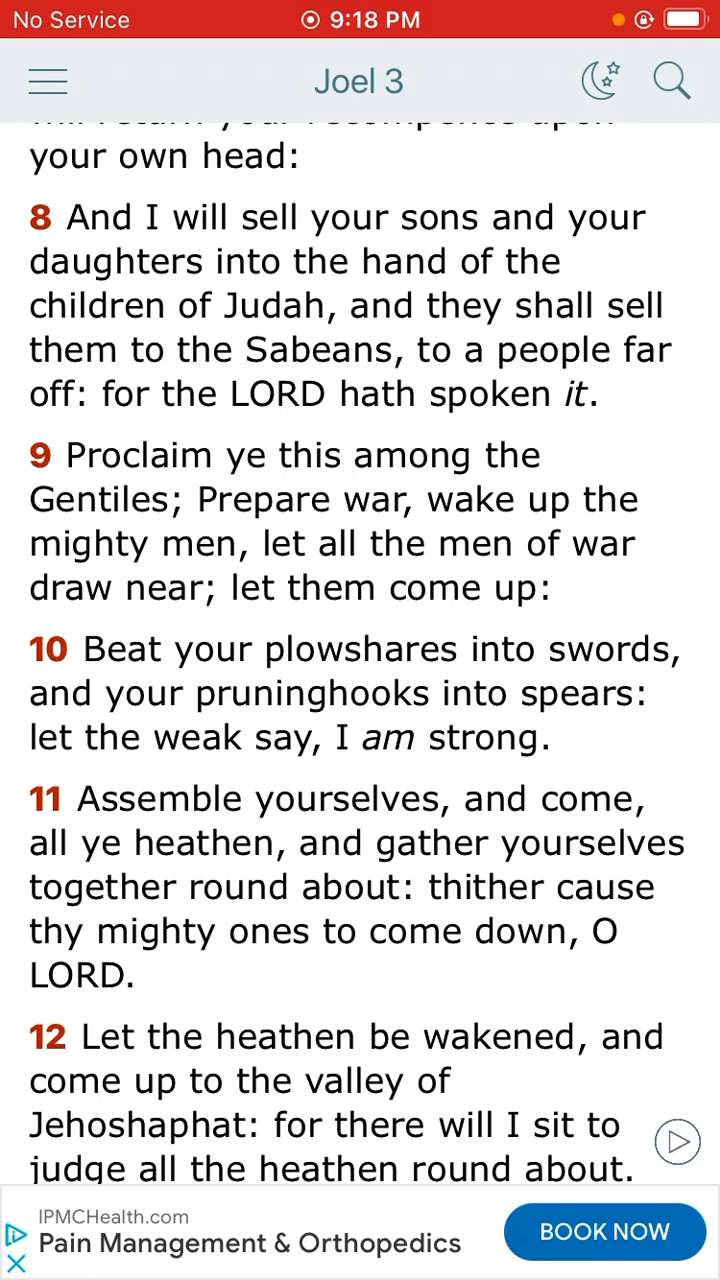 No Service
9:18 PM
Joel 3
will return your recompence upon
your own head:
8 And I will sell your sons and your
daughters into the hand of the
children of Judah, and they shall sell
them to the Sabeans, to a people far
off: for the LORD hath spoken it.
9 Proclaim ye this among the
Gentiles; Prepare war, wake up the
mighty men, let all the men of war
draw near; let them come up:
10 Beat your plowshares into swords,
and your pruninghooks into spears:
let the weak say, I am strong.
11 Assemble yourselves, and come,
all ye heathen, and gather yourselves
together round about: thither cause
thy mighty ones to come down, O
LORD.
12 Let the heathen be wakened, and
come up to the valley of
Jehoshaphat: for there will I sit to
judge all the heathen round about.
IPMCHealth.com
Pain Management & Orthopedics
BOOK NOW